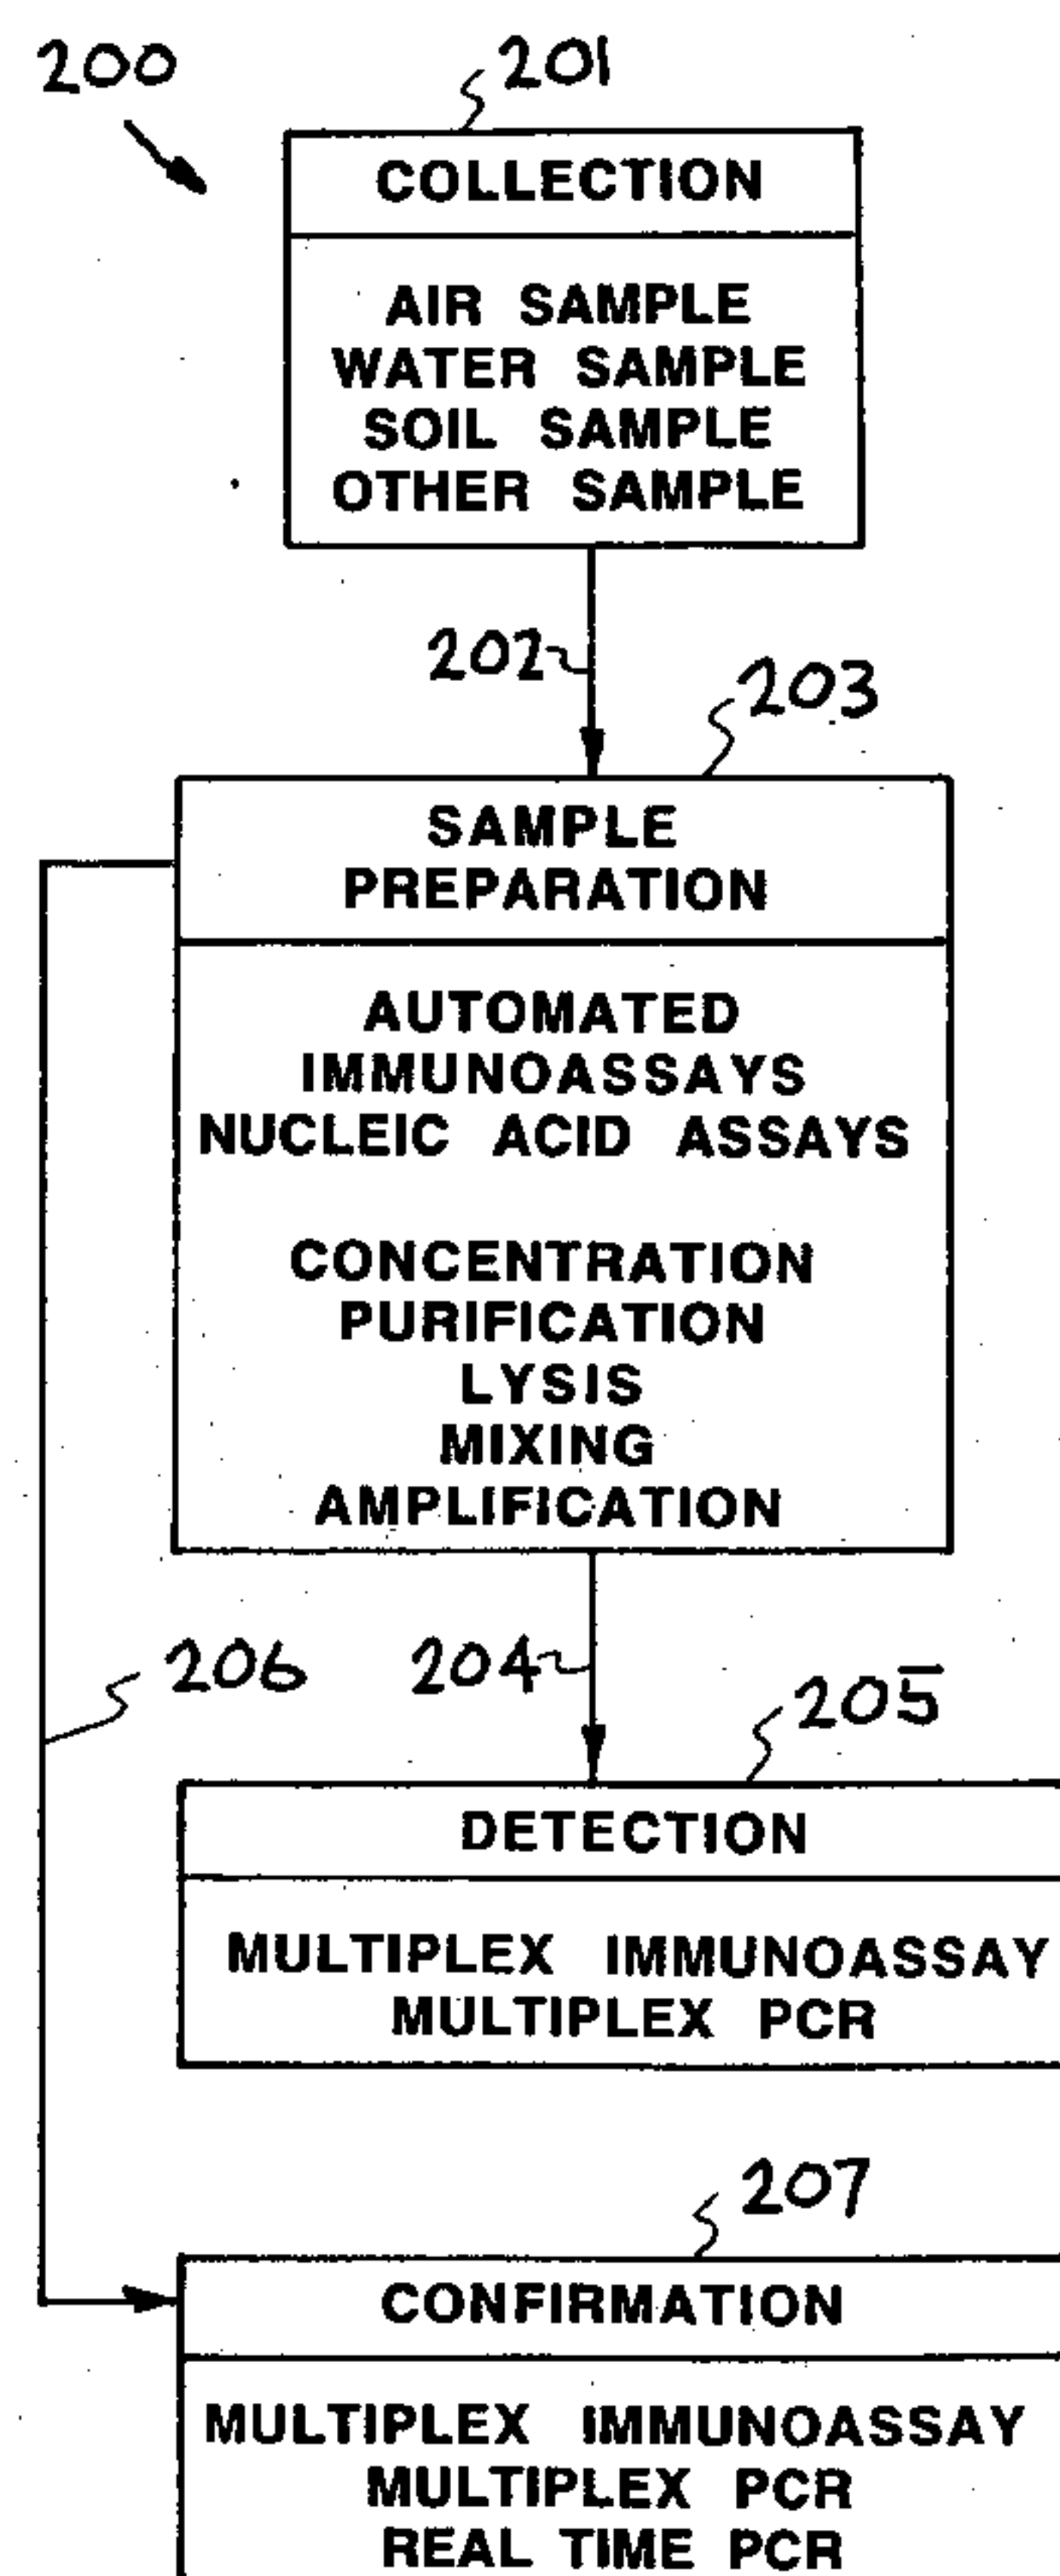 200
201
COLLECTION
AIR SAMPLE
WATER SAMPLE
SOIL SAMPLE
OTHER SAMPLE
202
203
SAMPLE
PREPARATION
AUTOMATED
IMMUNOASSAYS
NUCLEIC ACID ASSAYS
CONCENTRATION
PURIFICATION
LYSIS
MIXING
AMPLIFICATION
206
204
205
DETECTION
MULTIPLEX IMMUNOASSAY
MULTIPLEX PCR
207
CONFIRMATION
MULTIPLEX IMMUNOASSAY
MULTIPLEX PCR
REAL TIME PCR